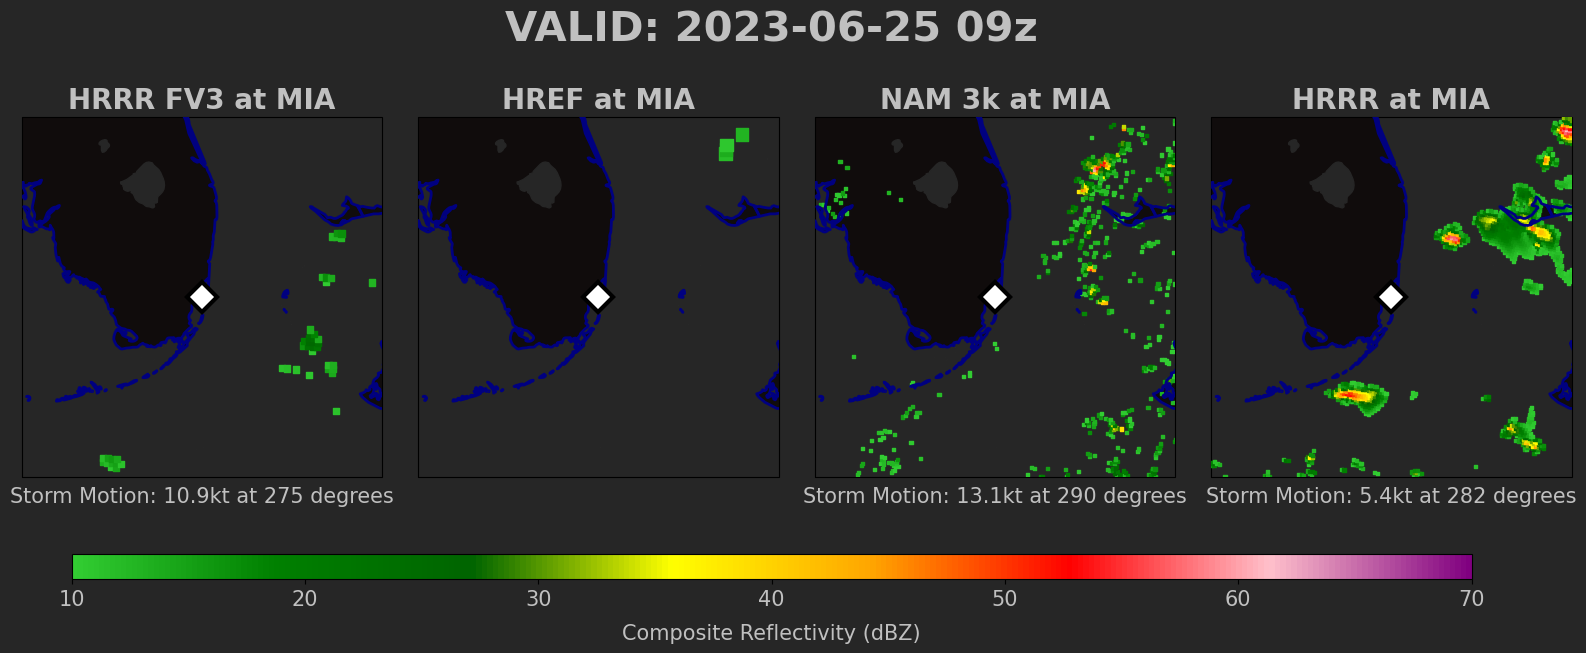 VALID: 2023-06-25 09z
HRRR FV3 at MIA
HREF at MIA
NAM 3k at MIA
HRRR at MIA
Storm Motion: 10.9kt at 275 degrees
Storm Motion: 13.1kt at 290 degrees
Storm Motion: 5.4kt at 282 degrees
10 20 30 40 50 60 70
Composite Reflectivity (dBZ)